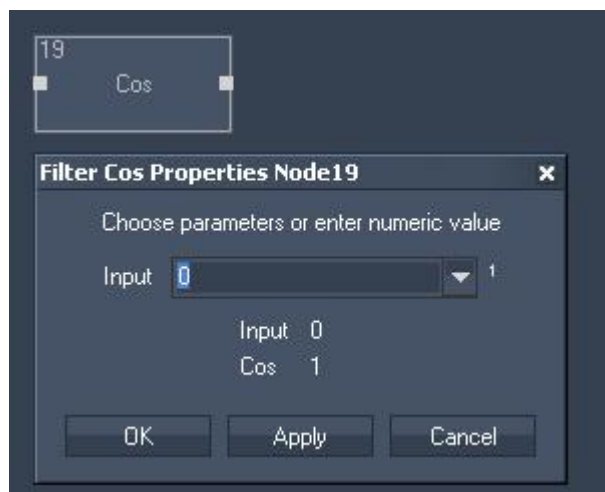 19
Cos
Filter Cos Properties Node19
Choose parameters or enter numeric value
Input 0 1
Input 0
Cos 1
OK Apply Cancel